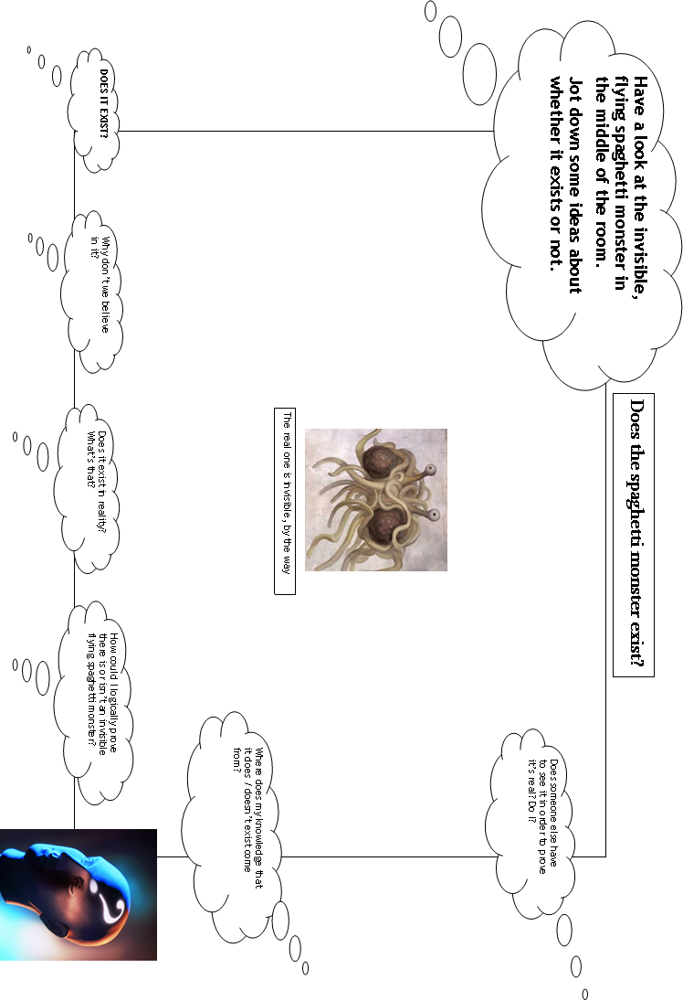 Does the spaghetti monster exist?
Have a look at the invisible,
flying spaghetti monster in
the middle of the room.
Jot down some ideas about
whether it exists or not.
Does someone else have
to see it in order to prove
it's real? Do I?
The real one is invisible, by the way
Where does my knowledge that
it does / doesn't exist come
from?
DOES IT EXIST?
Why don't we believe
in it?
Does it exist in reality?
What's that?
How could I logically prove
there is or isn't an invisible
flying spaghetti monster?